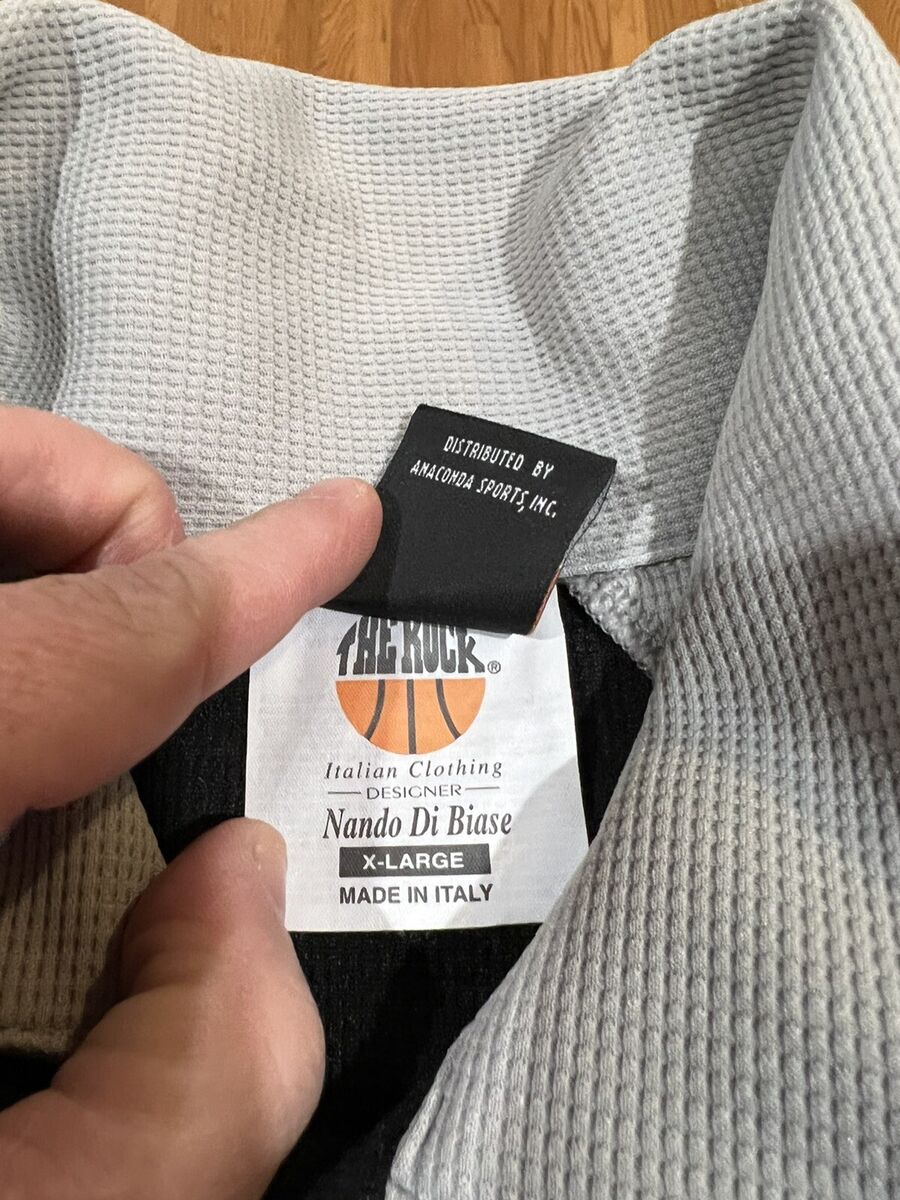 DISTRIBUTED BY
ANACONDA SPORTS, INC.
THE ROCK®
Italian Clothing
DESIGNER
Nando Di Biase
X-LARGE
MADE IN ITALY